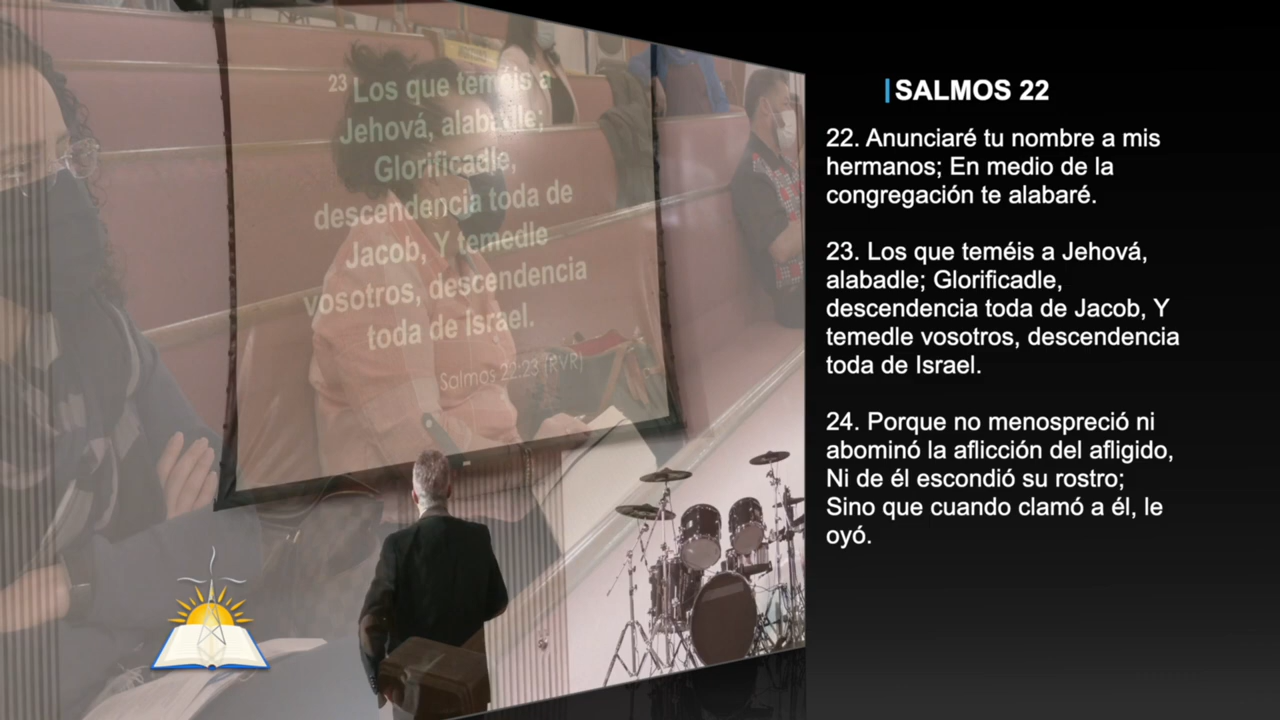 23 Los que teméis a
Jehová, alabadle;
Glorificadle,
descendencia toda de
Jacob, Y temedle
vosotros, descendencia
toda de Israel.
Salmos 22:23 (RVR)
SALMOS 22
22. Anunciaré tu nombre a mis
hermanos; En medio de la
congregación te alabaré.
23. Los que teméis a Jehová,
alabadle; Glorificadle,
descendencia toda de Jacob, Y
temedle vosotros, descendencia
toda de Israel.
24. Porque no menospreció ni
abominó la aflicción del afligido,
Ni de él escondió su rostro;
Sino que cuando clamó a él, le
oyó.